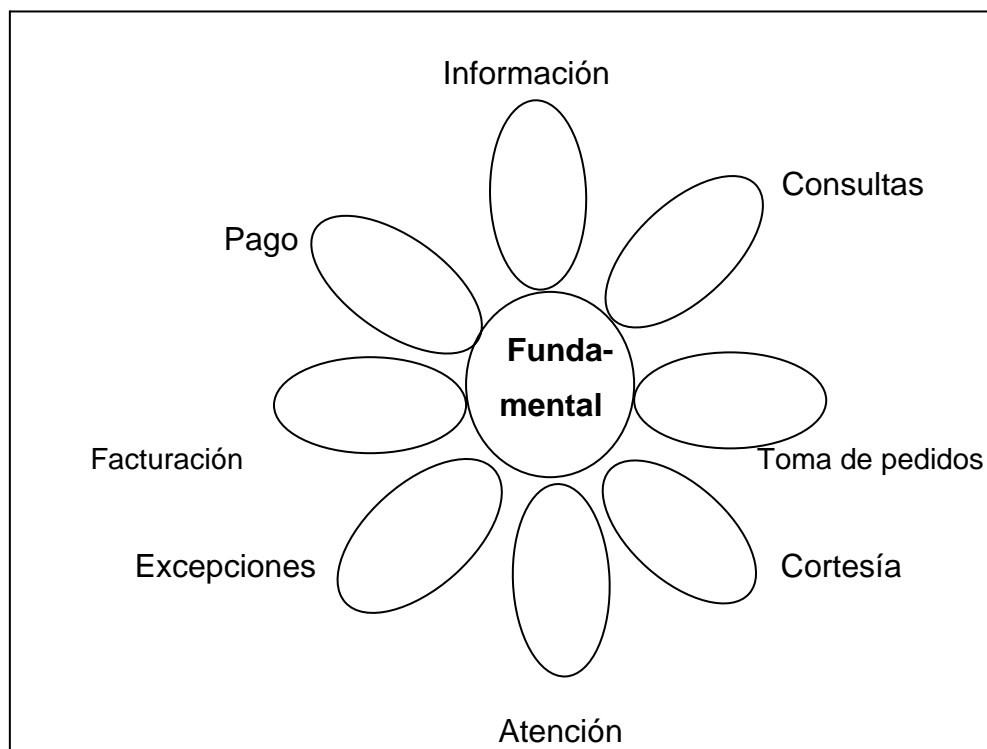 Información
Consultas
Pago
Funda-
mental
Facturación
Toma de pedidos
Excepciones
Cortesía
Atención